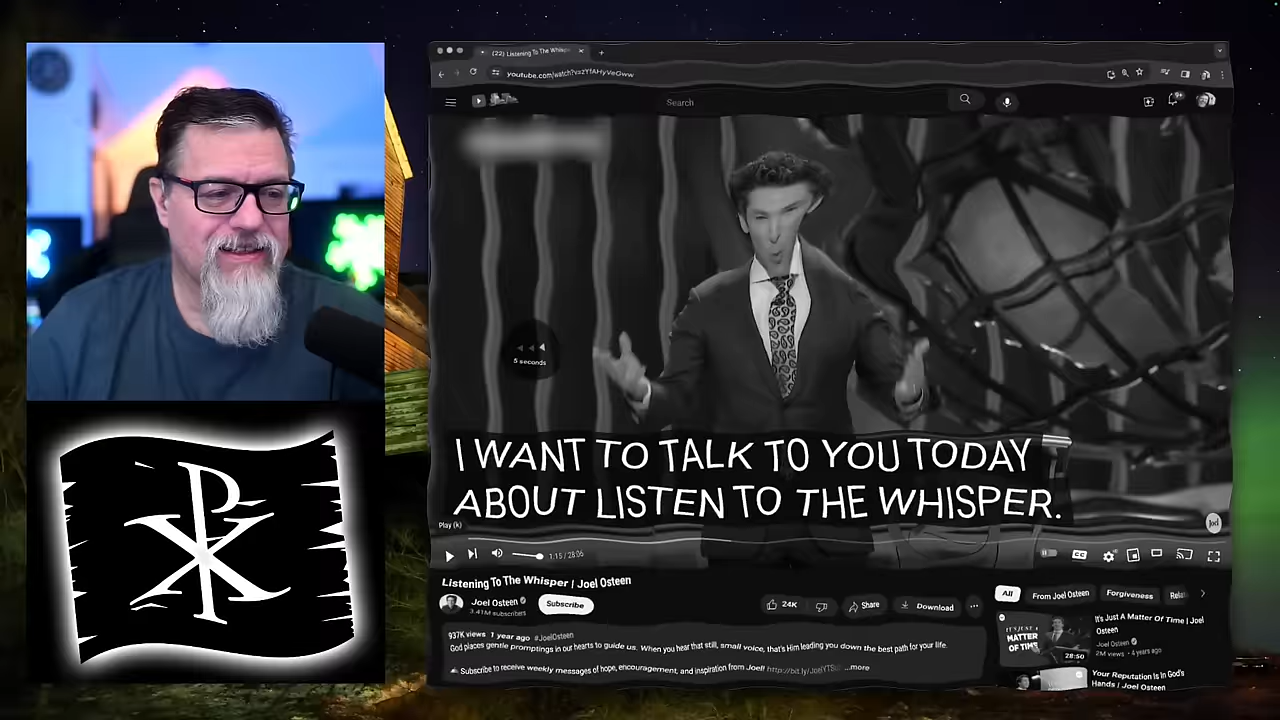 (22) Listening To The Whisp
youtube.com/watch?v=zYfAHyVeGww
Search
9+
5 seconds
I WANT TO TALK TO YOU TODAY
ABOUT LISTEN TO THE WHISPER.
Play (k)
Joel
1:15 / 28:06
CC
Listening To The Whisper | Joel Osteen
Joel Osteen
3.41M subscribers
Subscribe
24K
Share
Download
937K views 1 year ago #JoelOsteen
God places gentle promptings in our hearts to guide us. When you hear that still, small voice, that's Him leading you down the best path for your life.
Subscribe to receive weekly messages of hope, encouragement, and inspiration from Joel! ...more
All
From Joel Osteen
Forgiveness
Rela
IT'S JUST A
MATTER
OF TIME
28:50
It's Just A Matter Of Time | Joel
Osteen
Joel Osteen
2M views • 4 years ago
Your Reputation Is In God's
Hands | Joel Osteen